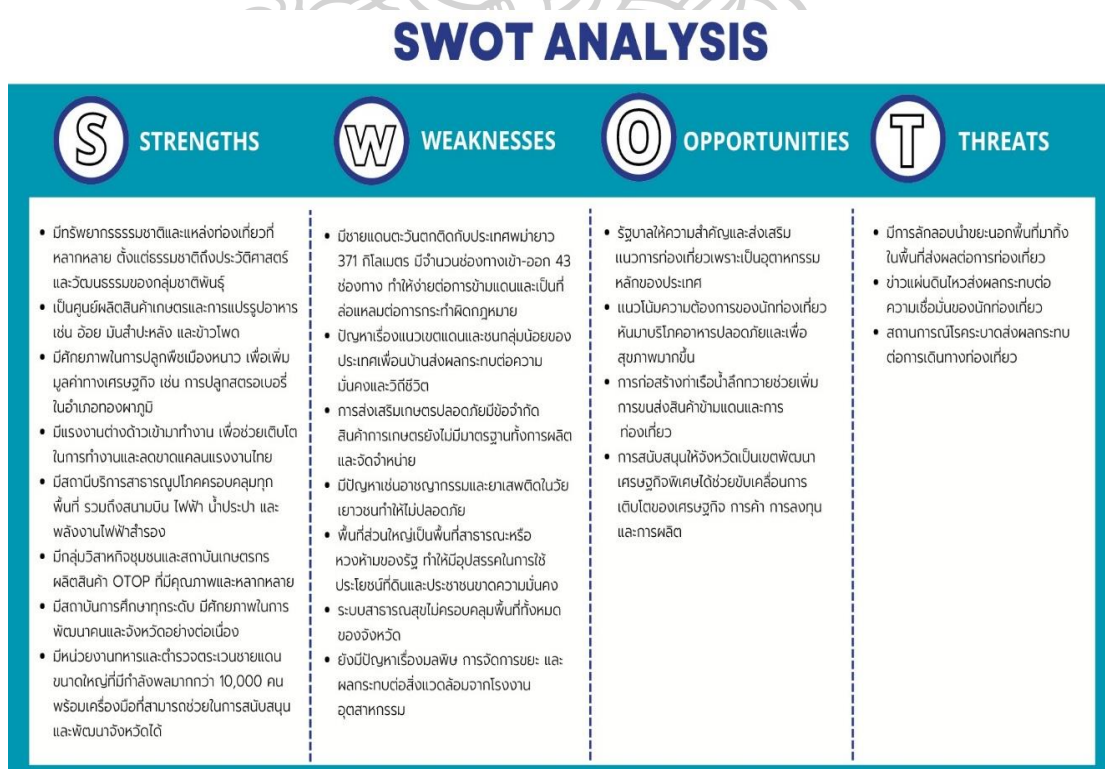 SWOT ANALYSIS
S STRENGTHS
• มีทรัพยากรธรรมชาติและแหล่งท่องเที่ยวที่
หลากหลาย ตั้งแต่ธรรมชาติถึงประวัติศาสตร์
และวัฒนธรรมของกลุ่มชาติพันธุ์
• เป็นศูนย์ผลิตสินค้าเกษตรและการแปรรูปอาหาร
เช่น อ้อย มันสำปะหลัง และข้าวโพด
• มีศักยภาพในการปลูกพืชเมืองหนาว เพื่อเพิ่ม
มูลค่าทางเศรษฐกิจ เช่น การปลูกสตรอเบอรี่
ในอำเภอทองผาภูมิ
• มีแรงงานต่างด้าวเข้ามาทำงาน เพื่อช่วยเติบโต
ในการทำงานและลดขาดแคลนแรงงานไทย
• มีสถานีบริการสาธารณูปโภคครอบคลุมทุก
พื้นที่ รวมถึงสนามบิน ไฟฟ้า น้ำประปา และ
พลังงานไฟฟ้าสำรอง
• มีกลุ่มวิสาหกิจชุมชนและสถาบันเกษตรกร
ผลิตสินค้า OTOP ที่มีคุณภาพและหลากหลาย
• มีสถาบันการศึกษาทุกระดับ มีศักยภาพในการ
พัฒนาคนและจังหวัดอย่างต่อเนื่อง
• มีหน่วยงานทหารและตำรวจตระเวนชายแดน
ขนาดใหญ่ที่มีกำลังพลมากกว่า 10,000 คน
พร้อมเครื่องมือที่สามารถช่วยในการสนับสนุน
และพัฒนาจังหวัดได้
W WEAKNESSES
• มีชายแดนตะวันตกติดกับประเทศพม่ายาว
371 กิโลเมตร มีจำนวนช่องทางเข้า-ออก 43
ช่องทาง ทำให้ง่ายต่อการข้ามแดนและเป็นที่
ล่อแหลมต่อการกระทำผิดกฎหมาย
• ปัญหาเรื่องแนวเขตแดนและชนกลุ่มน้อยของ
ประเทศเพื่อนบ้านส่งผลกระทบต่อความ
มั่นคงและวิถีชีวิต
• การส่งเสริมเกษตรปลอดภัยมีข้อจำกัด
สินค้าการเกษตรยังไม่มีมาตรฐานทั้งการผลิต
และจัดจำหน่าย
• มีปัญหาเช่นอาชญากรรมและยาเสพติดในวัย
เยาวชนทำให้ไม่ปลอดภัย
• พื้นที่ส่วนใหญ่เป็นพื้นที่สาธารณะหรือ
หวงห้ามของรัฐ ทำให้มีอุปสรรคในการใช้
ประโยชน์ที่ดินและประชาชนขาดความมั่นคง
• ระบบสาธารณสุขไม่ครอบคลุมพื้นที่ทั้งหมด
ของจังหวัด
• ยังมีปัญหาเรื่องมลพิษ การจัดการขยะ และ
ผลกระทบต่อสิ่งแวดล้อมจากโรงงาน
อุตสาหกรรม
O OPPORTUNITIES
• รัฐบาลให้ความสำคัญและส่งเสริม
แนวการท่องเที่ยวเพราะเป็นอุตาหกรรม
หลักของประเทศ
• แนวโน้มความต้องการของนักท่องเที่ยว
หันมาบริโภคอาหารปลอดภัยและเพื่อ
สุขภาพมากขึ้น
• การก่อสร้างท่าเรือน้ำลึกทวายช่วยเพิ่ม
การขนส่งสินค้าข้ามแดนและการ
ท่องเที่ยว
• การสนับสนุนให้จังหวัดเป็นเขตพัฒนา
เศรษฐกิจพิเศษได้ช่วยขับเคลื่อนการ
เติบโตของเศรษฐกิจ การค้า การลงทุน
และการผลิต
T THREATS
• มีการลักลอบนำขยะนอกพื้นที่มาทิ้ง
ในพื้นที่ส่งผลต่อการท่องเที่ยว
• ข่าวแผ่นดินไหวส่งผลกระทบต่อ
ความเชื่อมั่นของนักท่องเที่ยว
• สถานการณ์โรคระบาดส่งผลกระทบ
ต่อการเดินทางท่องเที่ยว